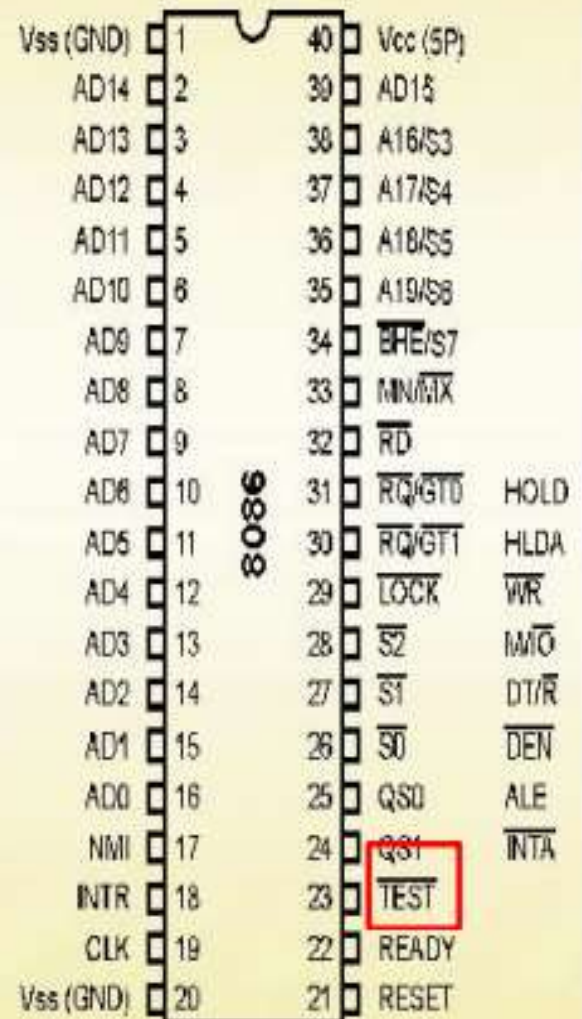 Vss (GND) 1 40 Vcc (5P)
AD14 2 39 AD15
AD13 3 38 A16/S3
AD12 4 37 A17/S4
AD11 5 36 A18/S5
AD10 6 35 A19/S6
AD9 7 34 BHE/S7
AD8 8 33 MN/MX
AD7 9 32 RD
AD6 10 31 RQ/GT0 HOLD
AD5 11 30 RQ/GT1 HLDA
AD4 12 29 LOCK WR
AD3 13 28 S2 M/IO
AD2 14 27 S1 DT/R
AD1 15 26 S0 DEN
AD0 16 25 QS0 ALE
NMI 17 24 QS1 INTA
INTR 18 23 TEST
CLK 19 22 READY
Vss (GND) 20 21 RESET
8086